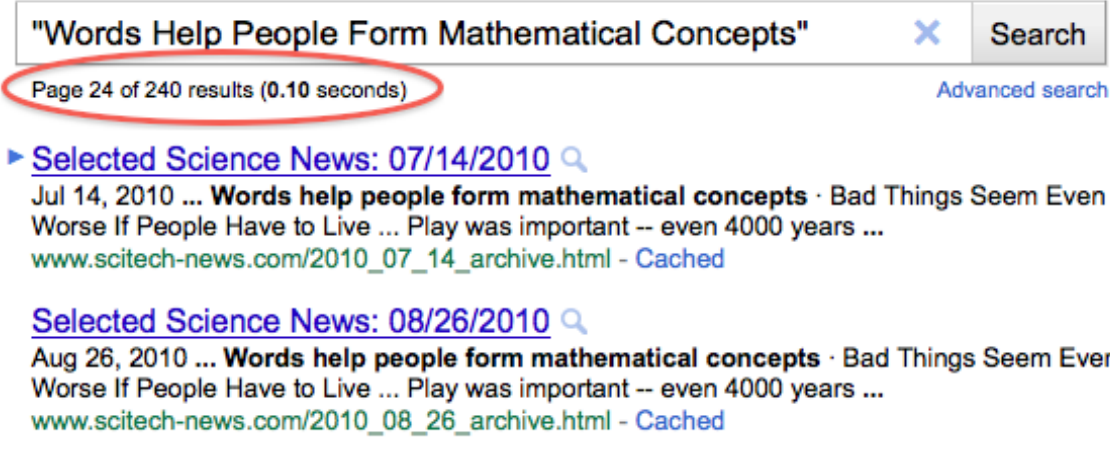 "Words Help People Form Mathematical Concepts"
Search
Page 24 of 240 results (0.10 seconds)
Advanced search
Selected Science News: 07/14/2010
Jul 14, 2010 ... Words help people form mathematical concepts · Bad Things Seem Even
Worse If People Have to Live ... Play was important -- even 4000 years ...
www.scitech-news.com/2010_07_14_archive.html - Cached
Selected Science News: 08/26/2010
Aug 26, 2010 ... Words help people form mathematical concepts · Bad Things Seem Ever
Worse If People Have to Live ... Play was important -- even 4000 years ...
www.scitech-news.com/2010_08_26_archive.html - Cached